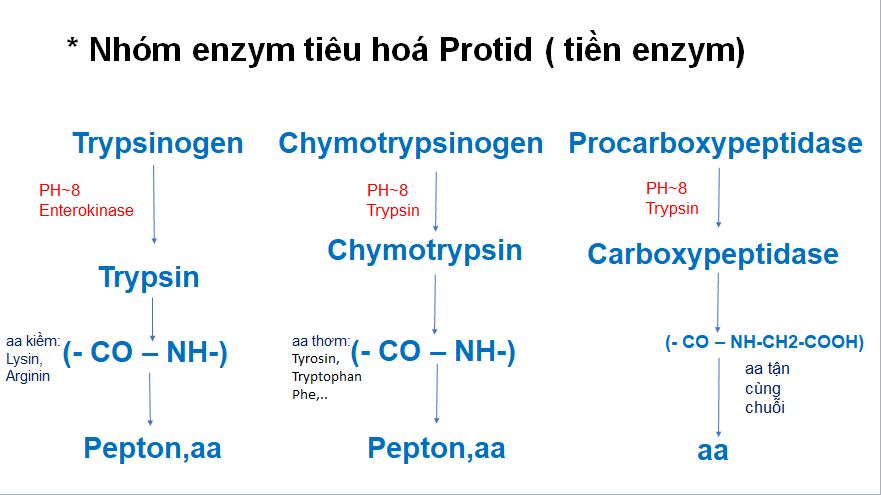 * Nhóm enzym tiêu hoá Protid ( tiền enzym)
Trypsinogen
PH~8
Enterokinase
Trypsin
aa kiềm:
Lysin,
Arginin
(- CO – NH-)
Pepton,aa
Chymotrypsinogen
PH~8
Trypsin
Chymotrypsin
aa thơm:
Tyrosin,
Tryptophan
Phe,..
(- CO – NH-)
Pepton,aa
Procarboxypeptidase
PH~8
Trypsin
Carboxypeptidase
(- CO – NH-CH2-COOH)
aa tận
cùng
chuỗi
aa